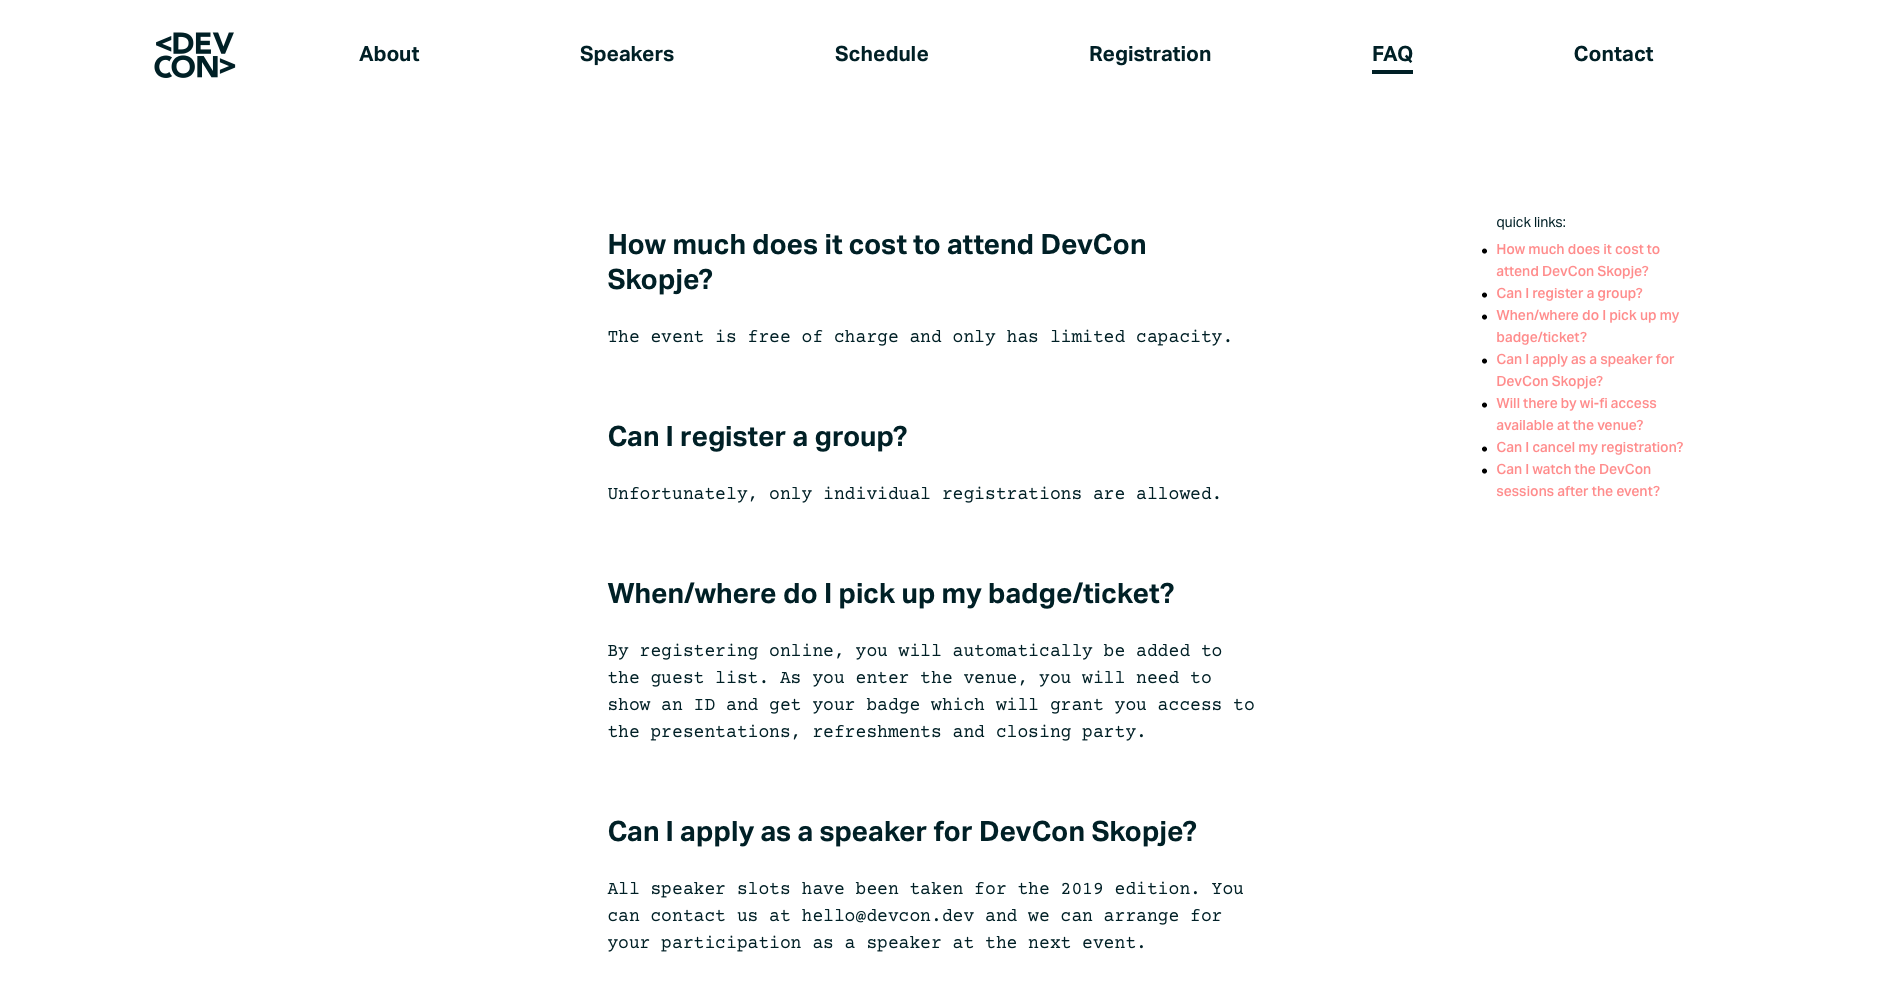 <DEV
CON>
About
Speakers
Schedule
Registration
FAQ
Contact
How much does it cost to attend DevCon
Skopje?
The event is free of charge and only has limited capacity.
Can I register a group?
Unfortunately, only individual registrations are allowed.
When/where do I pick up my badge/ticket?
By registering online, you will automatically be added to
the guest list. As you enter the venue, you will need to
show an ID and get your badge which will grant you access to
the presentations, refreshments and closing party.
Can I apply as a speaker for DevCon Skopje?
All speaker slots have been taken for the 2019 edition. You
can contact us at hello@devcon.dev and we can arrange for
your participation as a speaker at the next event.
quick links:
How much does it cost to
attend DevCon Skopje?
Can I register a group?
When/where do I pick up my
badge/ticket?
Can I apply as a speaker for
DevCon Skopje?
Will there by wi-fi access
available at the venue?
Can I cancel my registration?
Can I watch the DevCon
sessions after the event?